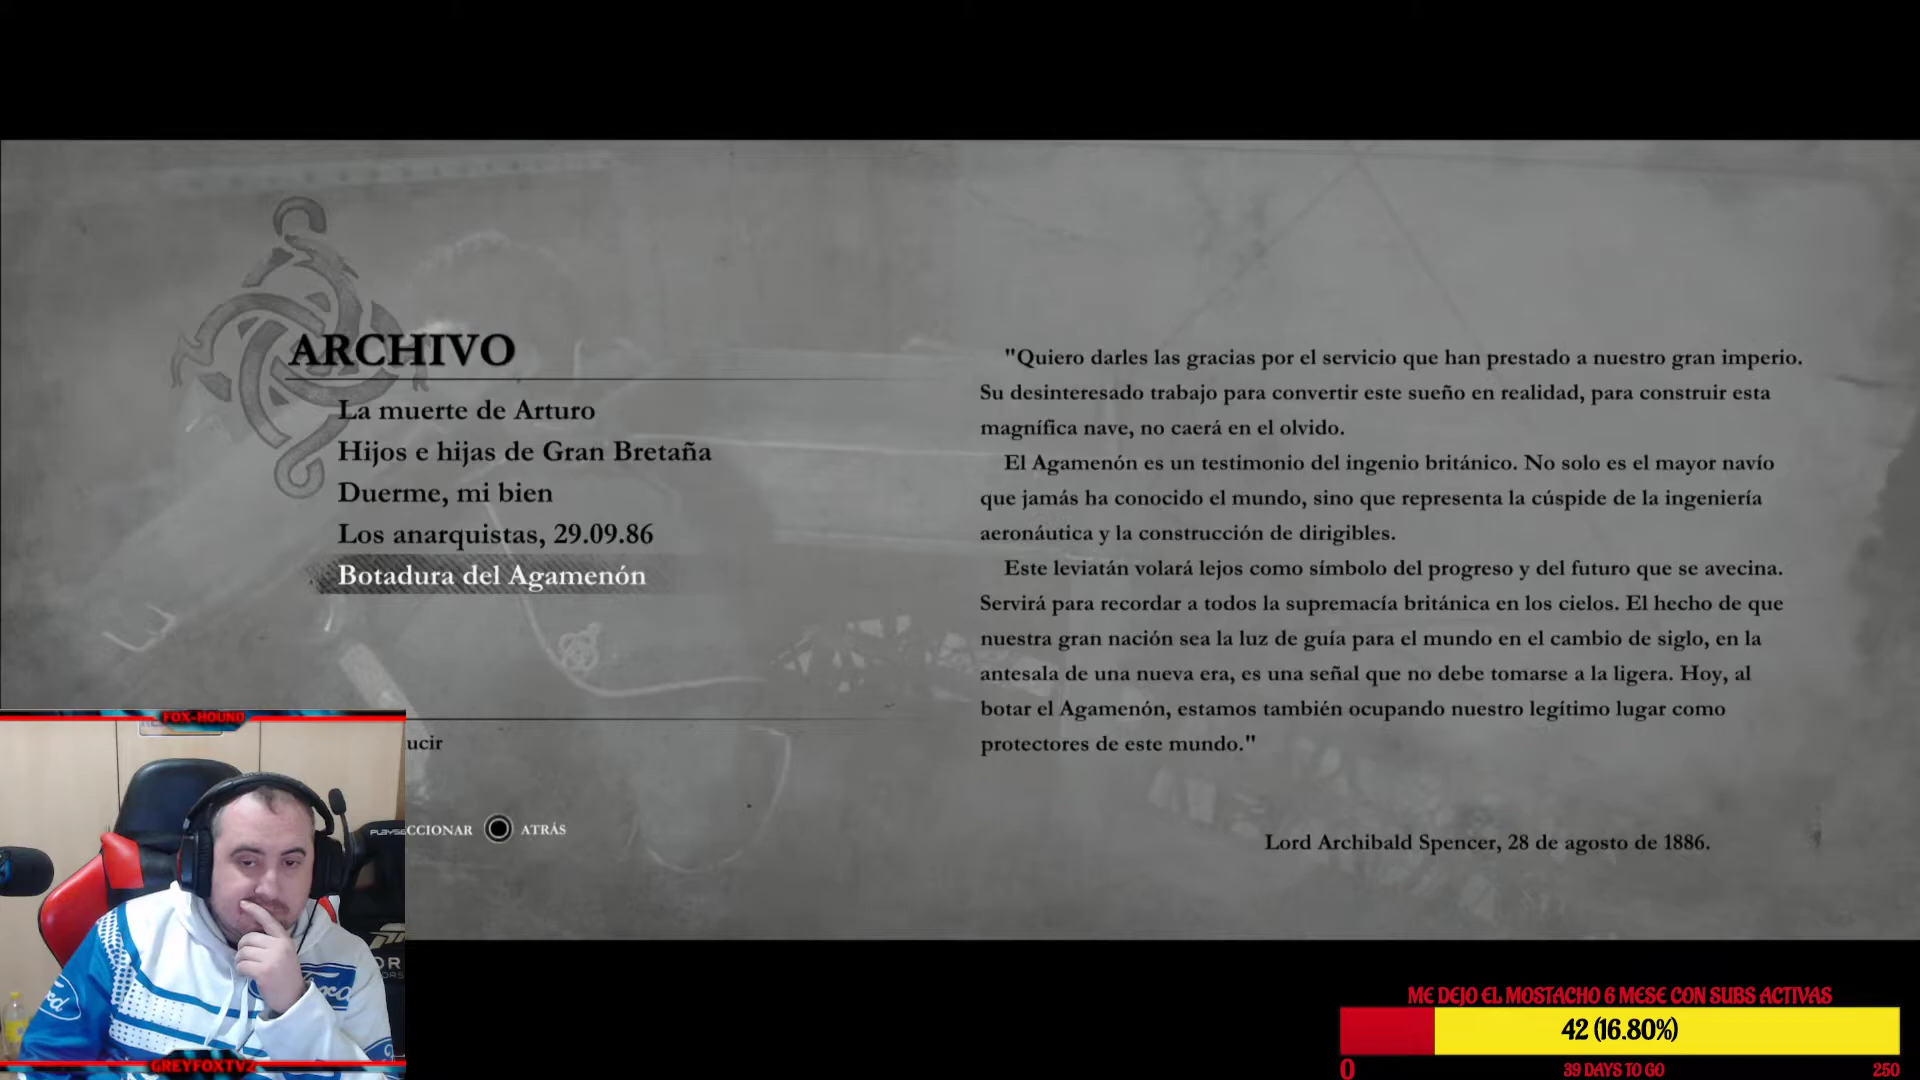 ARCHIVO
La muerte de Arturo
Hijos e hijas de Gran Bretaña
Duerme, mi bien
Los anarquistas, 29.09.86
Botadura del Agamenón
"Quiero darles las gracias por el servicio que han prestado a nuestro gran imperio.
Su desinteresado trabajo para convertir este sueño en realidad, para construir esta
magnífica nave, no caerá en el olvido.
El Agamenón es un testimonio del ingenio británico. No solo es el mayor navío
que jamás ha conocido el mundo, sino que representa la cúspide de la ingeniería
aeronáutica y la construcción de dirigibles.
Este leviatán volará lejos como símbolo del progreso y del futuro que se avecina.
Servirá para recordar a todos la supremacía británica en los cielos. El hecho de que
nuestra gran nación sea la luz de guía para el mundo en el cambio de siglo, en la
antesala de una nueva era, es una señal que no debe tomarse a la ligera. Hoy, al
botar el Agamenón, estamos también ocupando nuestro legítimo lugar como
protectores de este mundo."
Lord Archibald Spencer, 28 de agosto de 1886.
ucir
CCIONAR
ATRÁS
FOX-HOUND
PLAYSE
Ford
Ford
GREYFOXTV2
ME DEJO EL MOSTACHO 6 MESE CON SUBS ACTIVAS
42 (16.80%)
0
39 DAYS TO GO
250